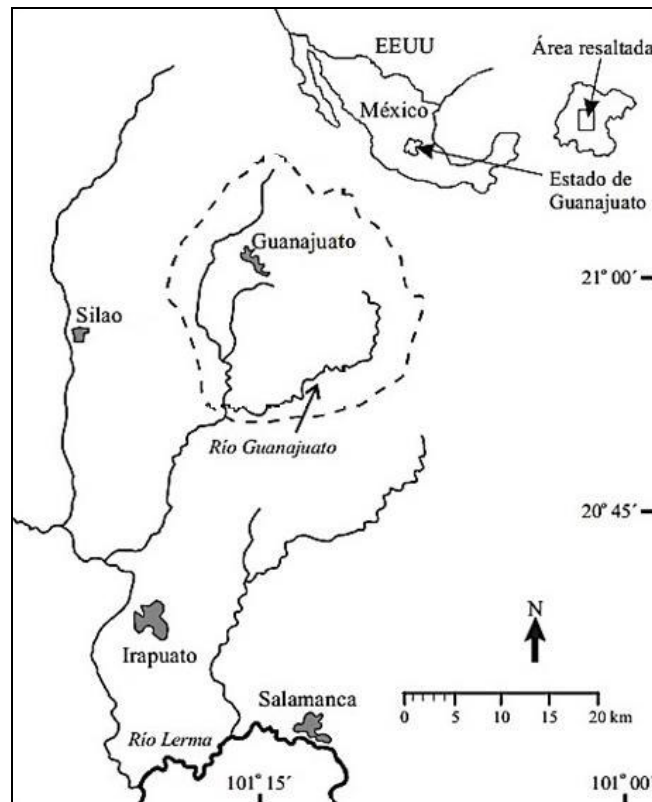 EEUU
Área resaltada
México
Estado de
Guanajuato
Guanajuato
21° 00´
Silao
Río Guanajuato
20° 45´
N
Irapuato
Salamanca
0 5 10 15 20 km
Río Lerma
101° 15´
101° 00´